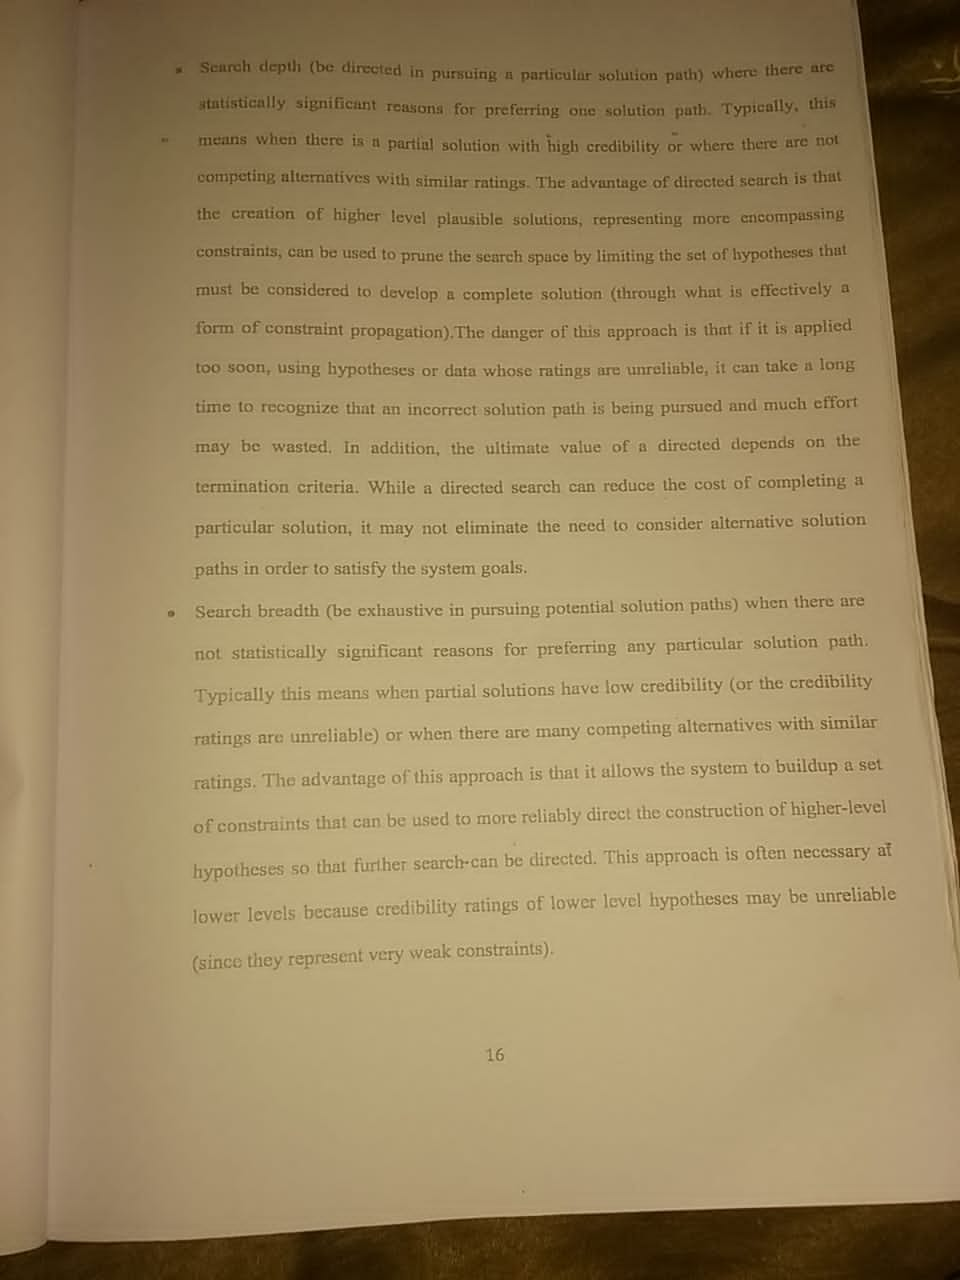 • Search depth (be directed in pursuing a particular solution path) where there are
statistically significant reasons for preferring one solution path. Typically, this
means when there is a partial solution with high credibility or where there are not
competing alternatives with similar ratings. The advantage of directed search is that
the creation of higher level plausible solutions, representing more encompassing
constraints, can be used to prune the search space by limiting the set of hypotheses that
must be considered to develop a complete solution (through what is effectively a
form of constraint propagation).The danger of this approach is that if it is applied
too soon, using hypotheses or data whose ratings are unreliable, it can take a long
time to recognize that an incorrect solution path is being pursued and much effort
may be wasted. In addition, the ultimate value of a directed depends on the
termination criteria. While a directed search can reduce the cost of completing a
particular solution, it may not eliminate the need to consider alternative solution
paths in order to satisfy the system goals.
• Search breadth (be exhaustive in pursuing potential solution paths) when there are
not statistically significant reasons for preferring any particular solution path.
Typically this means when partial solutions have low credibility (or the credibility
ratings are unreliable) or when there are many competing alternatives with similar
ratings. The advantage of this approach is that it allows the system to buildup a set
of constraints that can be used to more reliably direct the construction of higher-level
hypotheses so that further search can be directed. This approach is often necessary at
lower levels because credibility ratings of lower level hypotheses may be unreliable
(since they represent very weak constraints).
16